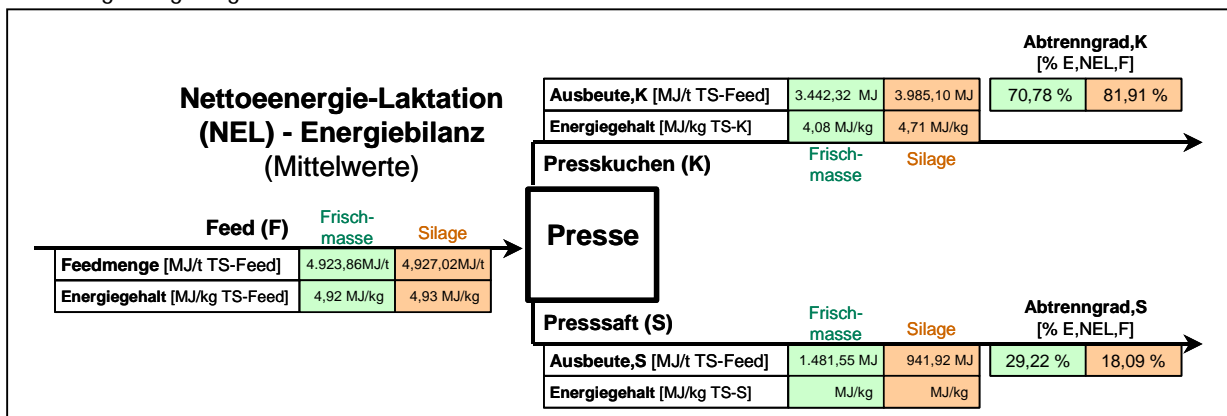 Abtrenngrad,K
[% E,NEL,F]
Nettoeenergie-Laktation
(NEL) - Energiebilanz
(Mittelwerte)
Ausbeute,K [MJ/t TS-Feed] 3.442,32 MJ 3.985,10 MJ 70,78 % 81,91 %
Energiegehalt [MJ/kg TS-K] 4,08 MJ/kg 4,71 MJ/kg
Presskuchen (K)
Frisch-
masse
Silage
Feed (F)
Frisch-
masse
Silage
Presse
Feedmenge [MJ/t TS-Feed] 4.923,86MJ/t 4,927,02MJ/t
Energiegehalt [MJ/kg TS-Feed] 4,92 MJ/kg 4,93 MJ/kg
Presssaft (S)
Frisch-
masse
Silage
Abtrenngrad,S
[% E,NEL,F]
Ausbeute,S [MJ/t TS-Feed] 1.481,55 MJ 941,92 MJ 29,22 % 18,09 %
Energiegehalt [MJ/kg TS-S] MJ/kg MJ/kg